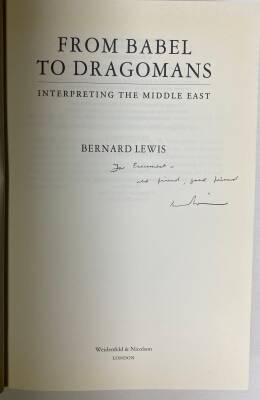 FROM BABEL
TO DRAGOMANS
INTERPRETING THE MIDDLE EAST
BERNARD LEWIS
For
old friend, good friend
Weidenfeld & Nicolson
LONDON